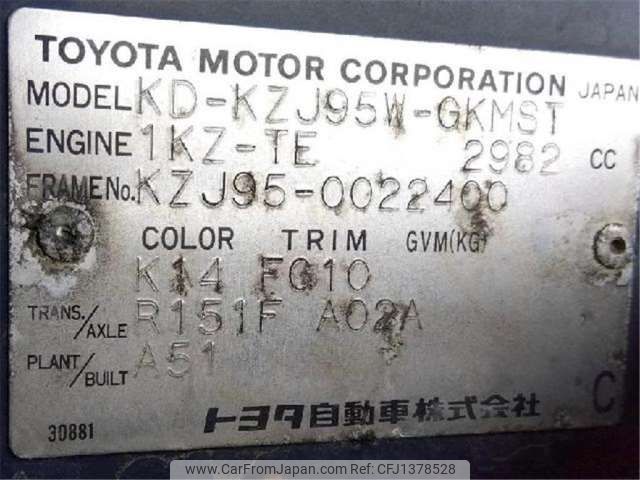 TOYOTA MOTOR CORPORATION JAPAN
MODEL KD-KZJ95W-GKMST
ENGINE 1KZ-TE 2982 CC
FRAME No. KZJ95-0022400
COLOR TRIM GVM(KG)
K14 FG10
TRANS./AXLE R151F A02A
PLANT/BUILT A51
トヨタ自動車株式会社 C
30881
www.CarFromJapan.com CFJ1378528